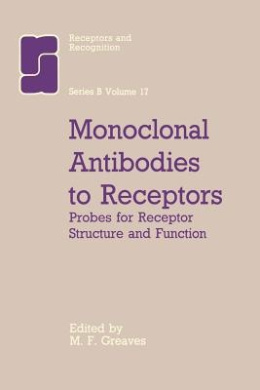 Receptors and
Recognition
Series B Volume 17
Monoclonal
Antibodies
to Receptors
Probes for Receptor
Structure and Function
Edited by
M. F. Greaves